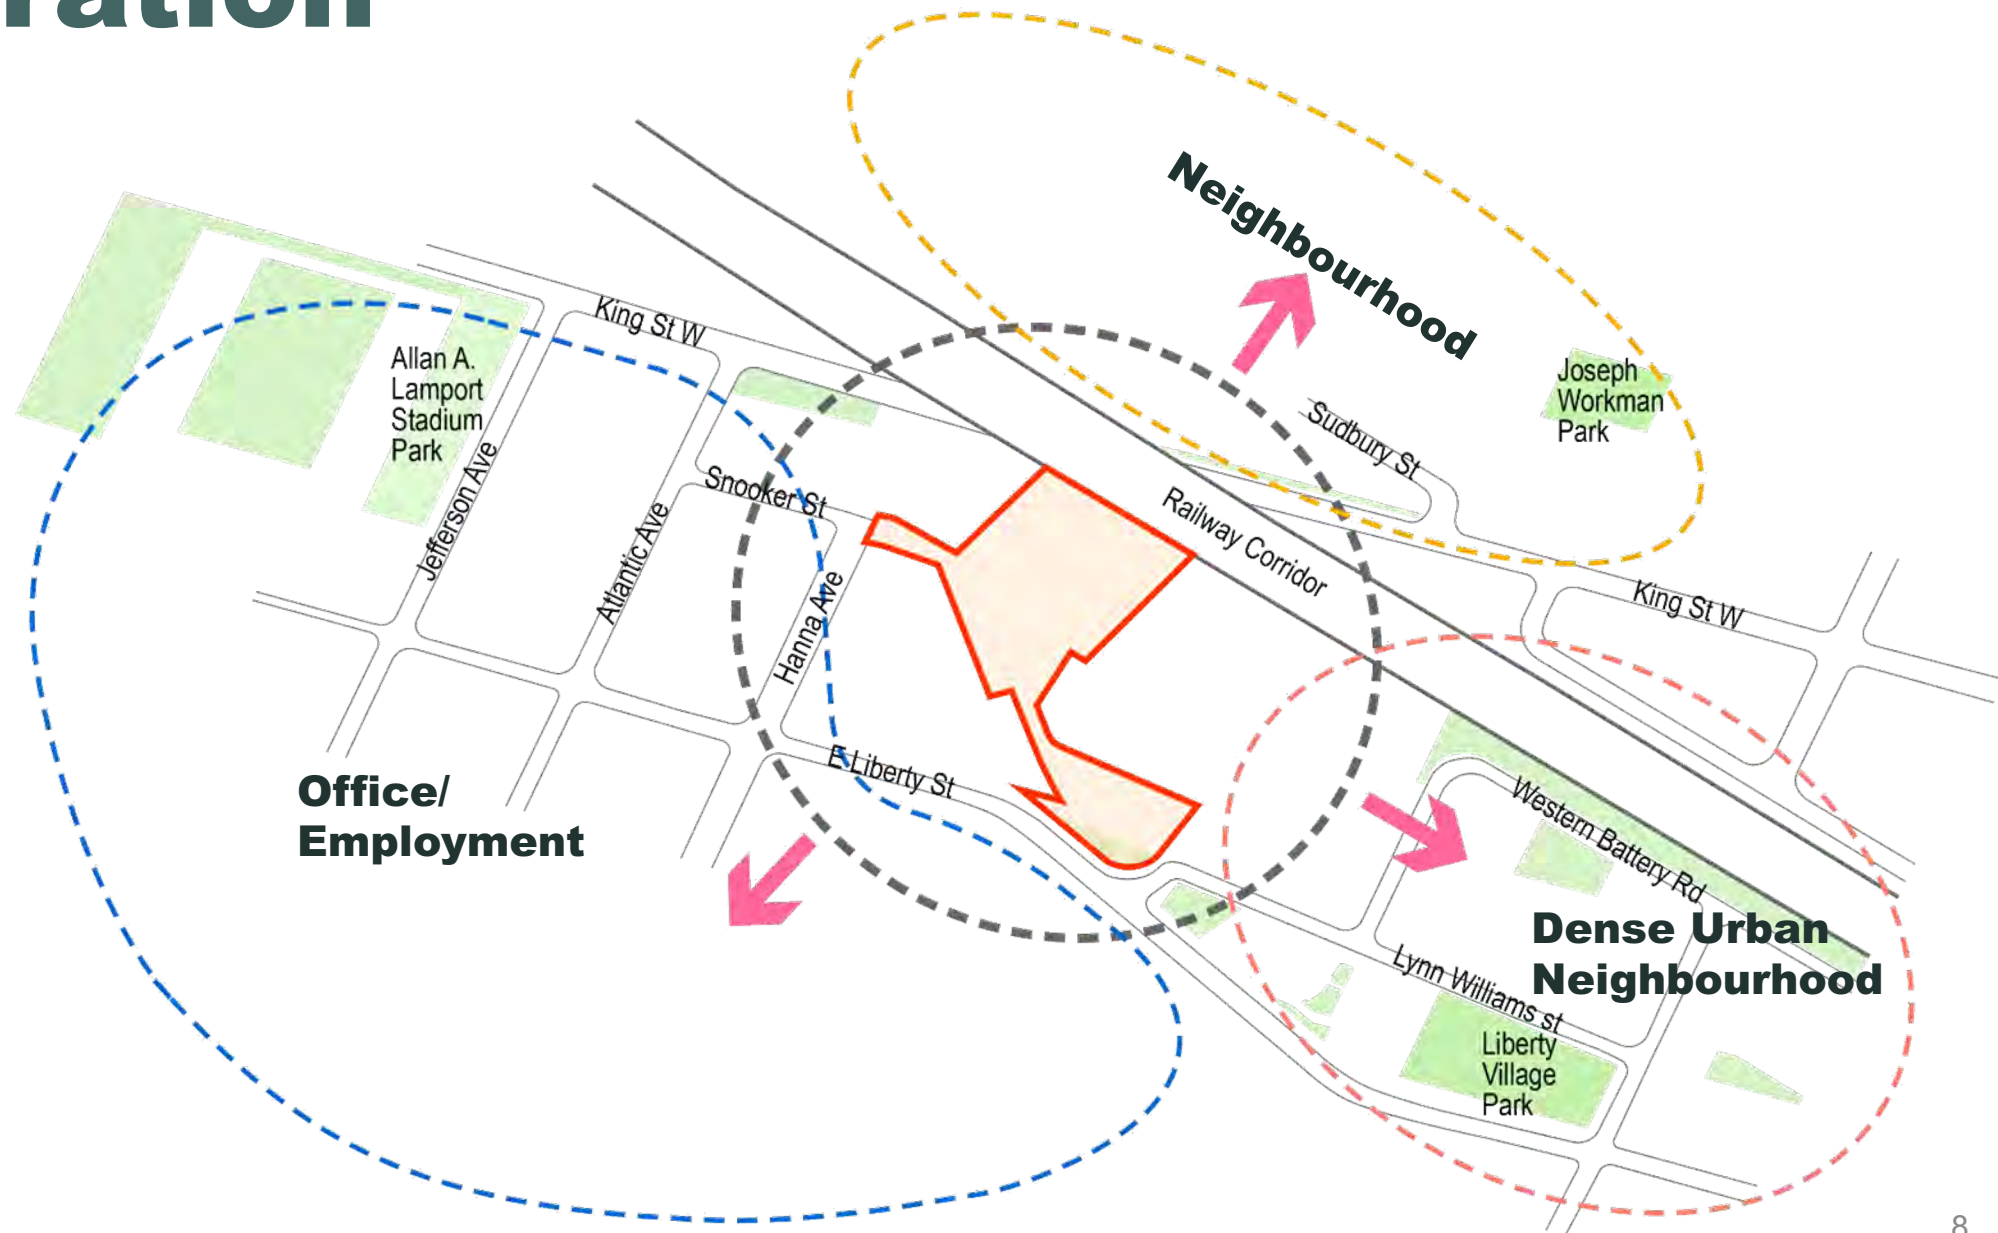 ration
Neighbourhood
King St W
Allan A.
Lamport
Stadium
Park
Joseph
Workman
Park
Sudbury St
Jefferson Ave
Snooker St
Railway Corridor
Atlantic Ave
Hanna Ave
King St W
E Liberty St
Office/
Employment
Western Battery Rd
Dense Urban
Neighbourhood
Lynn Williams st
Liberty
Village
Park
8